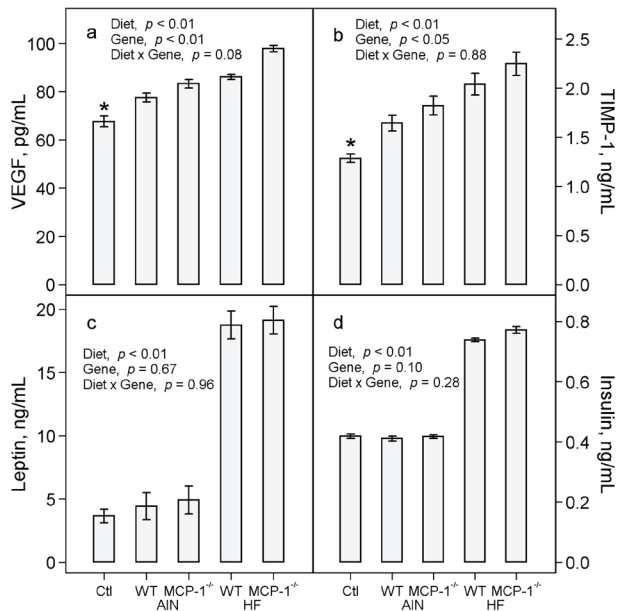 a
Diet, p < 0.01
Gene, p < 0.01
Diet x Gene, p = 0.08
100
80
60
40
20
0
VEGF, pg/mL
*
b
Diet, p < 0.01
Gene, p < 0.05
Diet x Gene, p = 0.88
2.5
2.0
1.5
1.0
0.5
0.0
TIMP-1, ng/mL
*
c
Diet, p < 0.01
Gene, p = 0.67
Diet x Gene, p = 0.96
20
15
10
5
0
Leptin, ng/mL
d
Diet, p < 0.01
Gene, p = 0.10
Diet x Gene, p = 0.28
0.8
0.6
0.4
0.2
0.0
Insulin, ng/mL
Ctl WT MCP-1⁻/⁻ WT MCP-1⁻/⁻
AIN HF
Ctl WT MCP-1⁻/⁻ WT MCP-1⁻/⁻
AIN HF